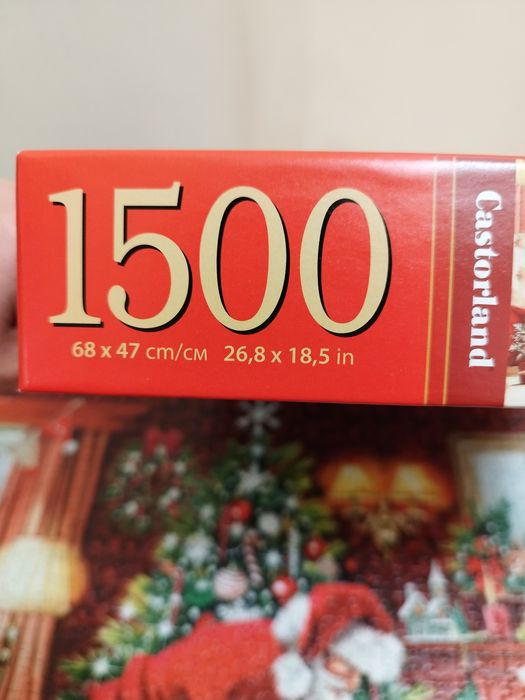 1500
68 x 47 cm/см 26,8 x 18,5 in
Castorland